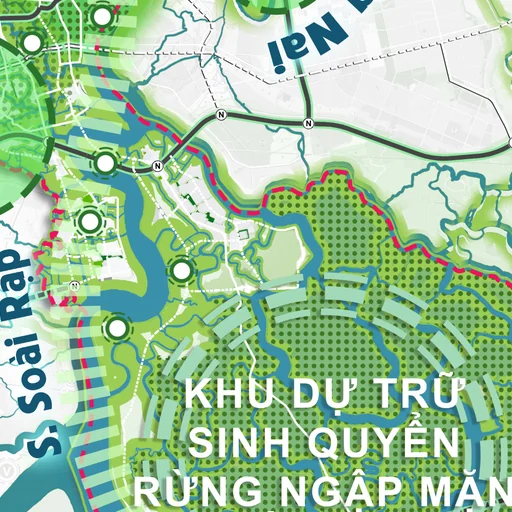 Nai
N
N
N
S. Soài Rạp
KHU DỰ TRỮ
SINH QUYỂN
RỪNG NGẬP MẶN